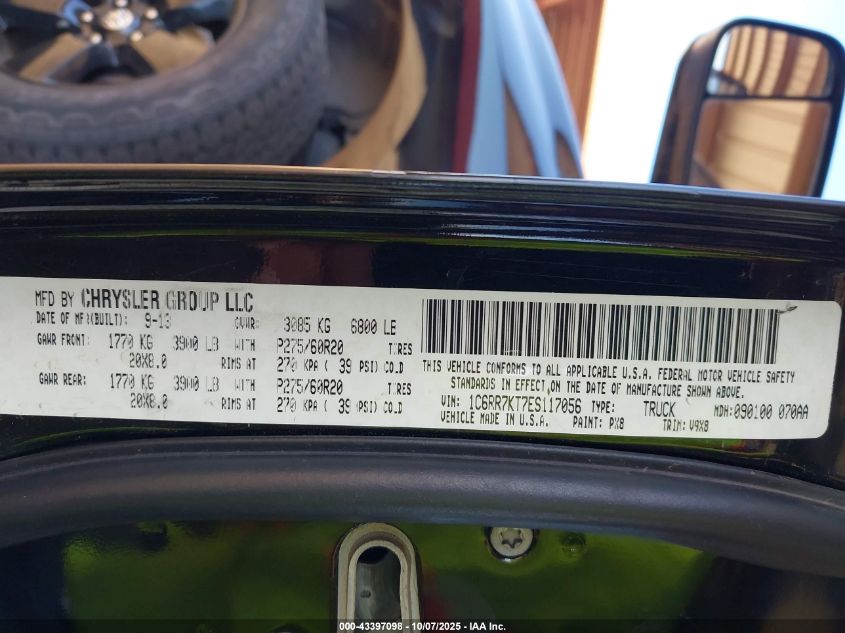 MFD BY CHRYSLER GROUP LLC
DATE OF MFR(BUILT): 9-13 GVWR: 3085 KG 6800 LB
GAWR FRONT: 1770 KG 3900 LB WITH P275/60R20 TIRES
20X8.0 RIMS AT 270 KPA ( 39 PSI) CO.D
GAWR REAR: 1770 KG 3900 LB WITH P275/60R20 TIRES
20X8.0 RIMS AT 270 KPA ( 39 PSI) CO.D
THIS VEHICLE CONFORMS TO ALL APPLICABLE U.S.A. FEDERAL MOTOR VEHICLE SAFETY
STANDARDS IN EFFECT ON THE DATE OF MANUFACTURE SHOWN ABOVE.
VIN: 1C6RR7KT7ES117056 TYPE: TRUCK MDH: 090100 070AA
VEHICLE MADE IN U.S.A. PAINT: PX8 TRIM: V9X8
000-43397098 - 10/07/2025 - IAA Inc.